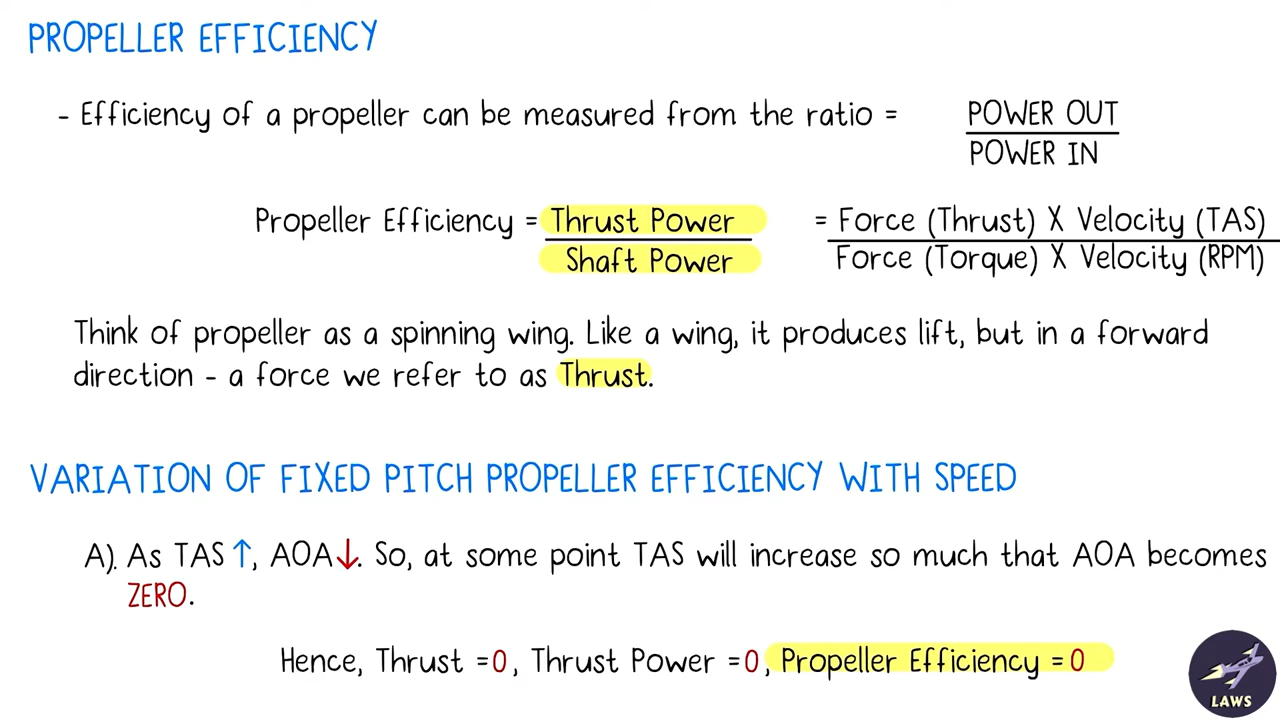 PROPELLER EFFICIENCY
- Efficiency of a propeller can be measured from the ratio = POWER OUT
POWER IN
Propeller Efficiency = Thrust Power = Force (Thrust) X Velocity (TAS)
Shaft Power Force (Torque) X Velocity (RPM)
Think of propeller as a spinning wing. Like a wing, it produces lift, but in a forward
direction - a force we refer to as Thrust.
VARIATION OF FIXED PITCH PROPELLER EFFICIENCY WITH SPEED
A). As TAS ↑, AOA ↓. So, at some point TAS will increase so much that AOA becomes
ZERO.
Hence, Thrust = 0, Thrust Power = 0, Propeller Efficiency = 0
LAWS